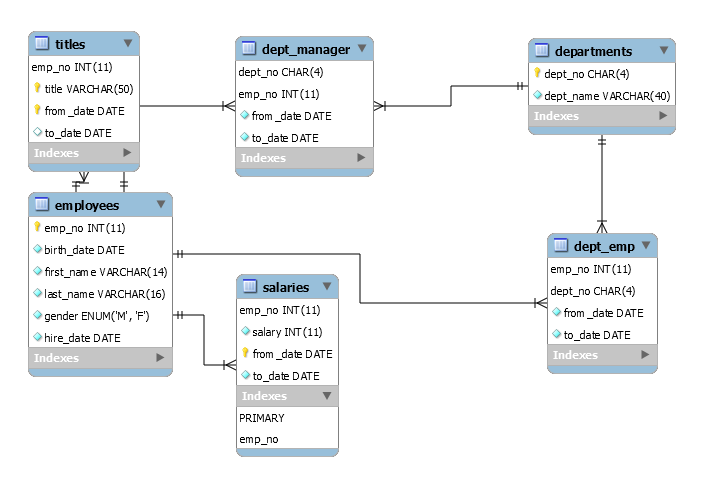 titles
emp_no INT(11)
title VARCHAR(50)
from_date DATE
to_date DATE
Indexes
dept_manager
dept_no CHAR(4)
emp_no INT(11)
from_date DATE
to_date DATE
Indexes
departments
dept_no CHAR(4)
dept_name VARCHAR(40)
Indexes
employees
emp_no INT(11)
birth_date DATE
first_name VARCHAR(14)
last_name VARCHAR(16)
gender ENUM('M', 'F')
hire_date DATE
Indexes
salaries
emp_no INT(11)
salary INT(11)
from_date DATE
to_date DATE
Indexes
PRIMARY
emp_no
dept_emp
emp_no INT(11)
dept_no CHAR(4)
from_date DATE
to_date DATE
Indexes